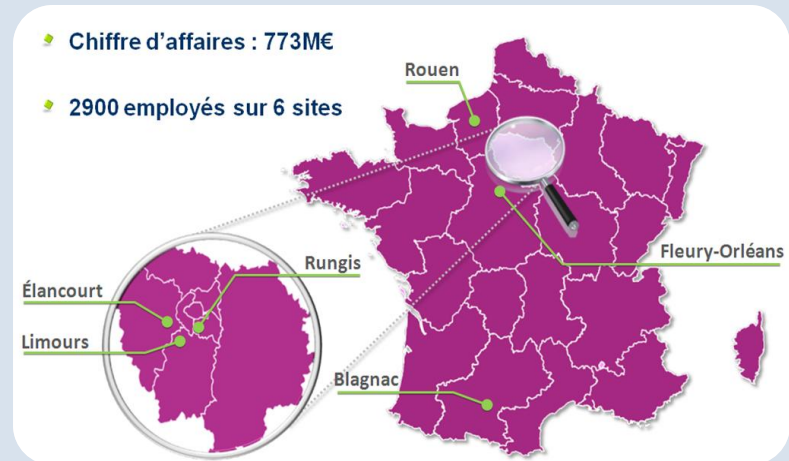 Chiffre d'affaires : 773M€
2900 employés sur 6 sites
Rouen
Fleury-Orléans
Rungis
Élancourt
Limours
Blagnac